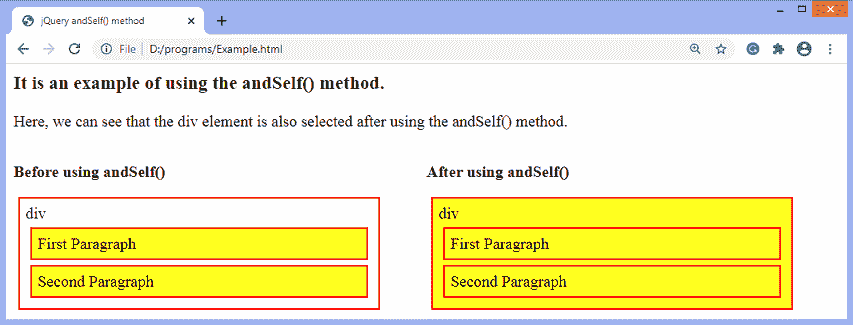 jQuery andSelf() method
File | D:/programs/Example.html
It is an example of using the andSelf() method.
Here, we can see that the div element is also selected after using the andSelf() method.
Before using andSelf()
div
First Paragraph
Second Paragraph
After using andSelf()
div
First Paragraph
Second Paragraph